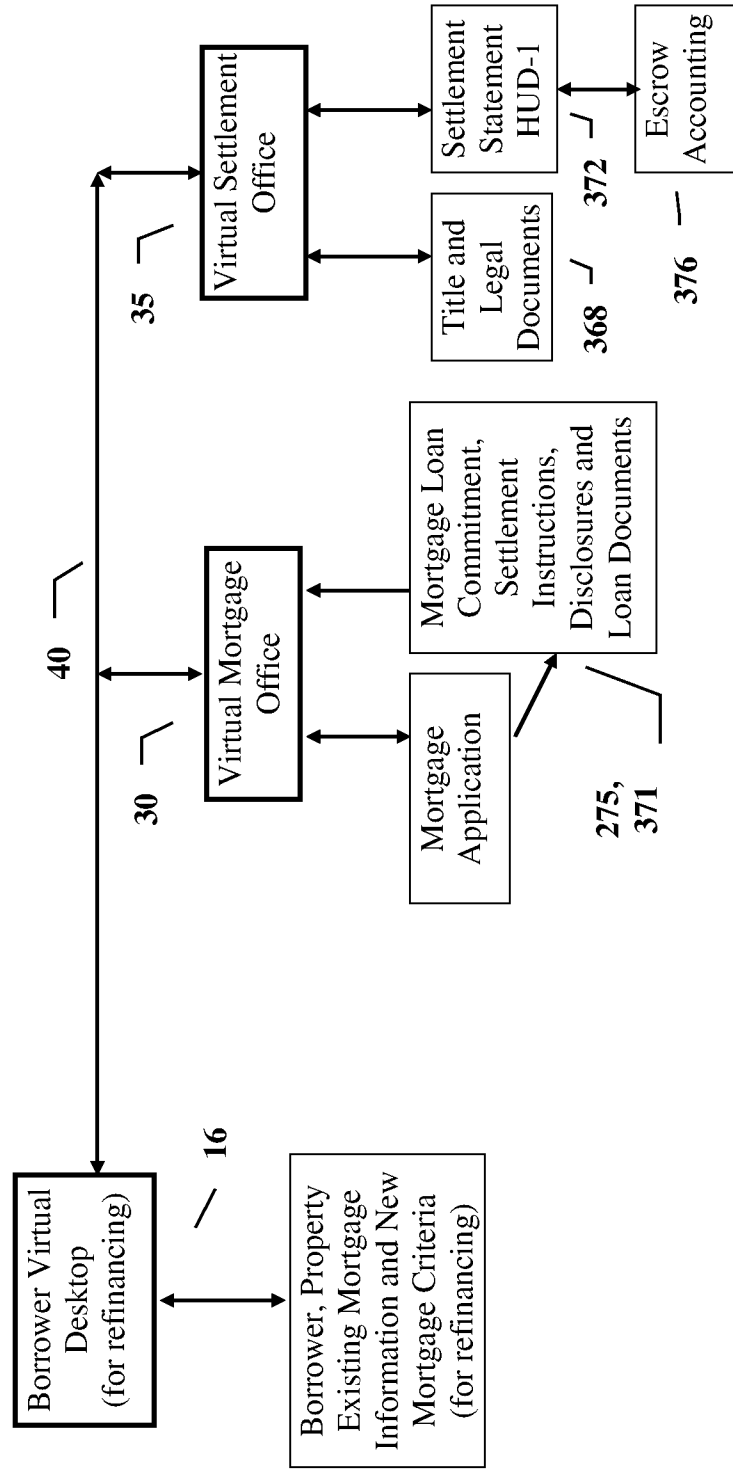 Borrower Virtual
Desktop
(for refinancing)
16
Borrower, Property
Existing Mortgage
Information and New
Mortgage Criteria
(for refinancing)
40
30
Virtual Mortgage
Office
Mortgage
Application
Mortgage Loan
Commitment,
Settlement
Instructions,
Disclosures and
Loan Documents
275,
371
35
Virtual Settlement
Office
Title and
Legal
Documents
368
Settlement
Statement
HUD-1
372
Escrow
Accounting
376